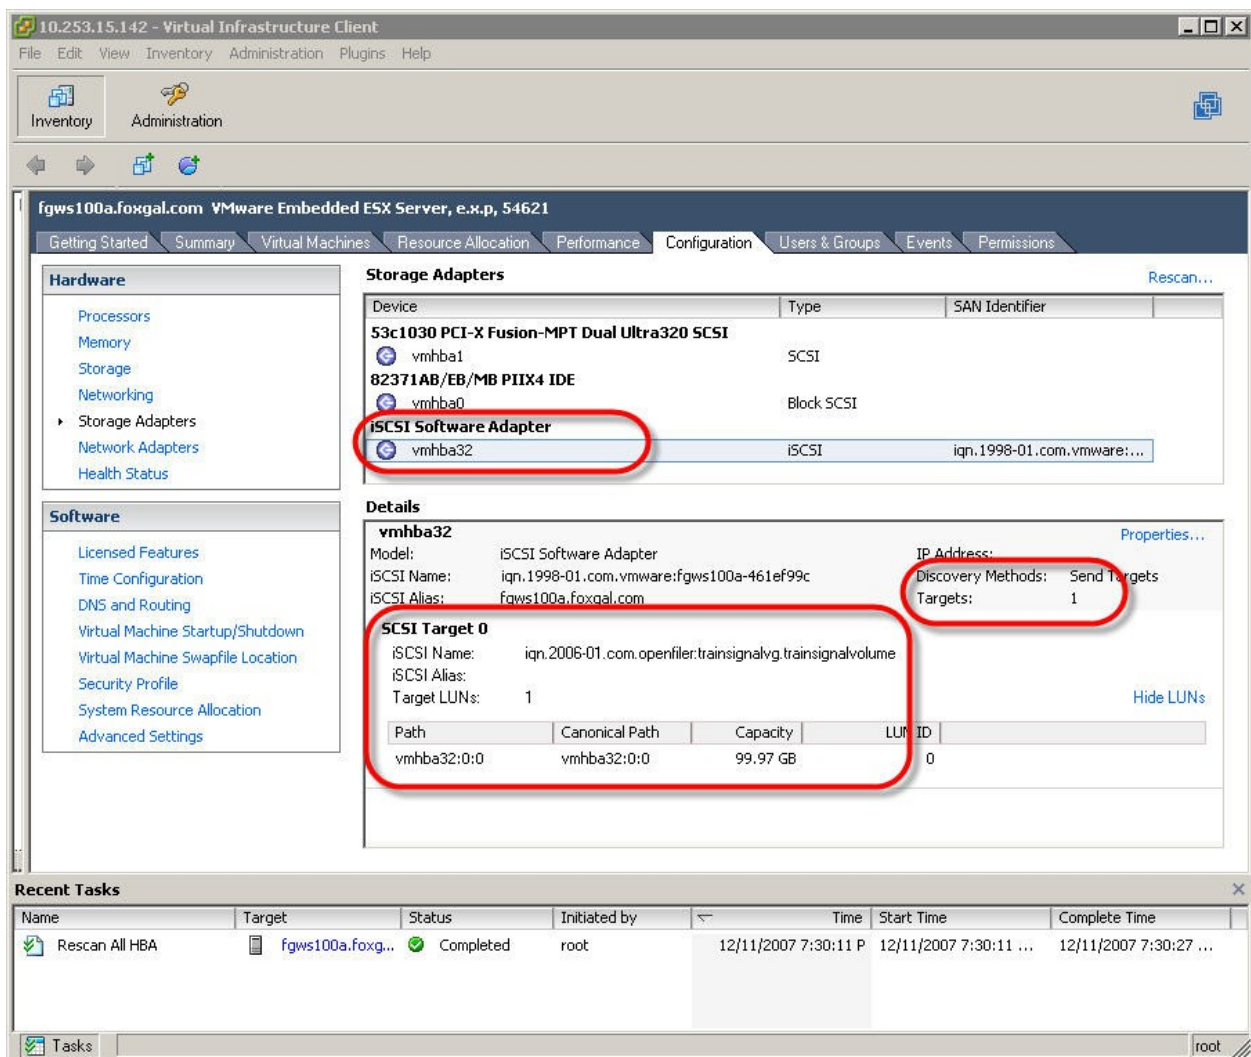 10.253.15.142 - Virtual Infrastructure Client
File Edit View Inventory Administration Plugins Help
Inventory Administration
fgws100a.foxgal.com VMware Embedded ESX Server, e.x.p, 54621
Getting Started Summary Virtual Machines Resource Allocation Performance Configuration Users & Groups Events Permissions
Hardware
Processors
Memory
Storage
Networking
Storage Adapters
Network Adapters
Health Status
Software
Licensed Features
Time Configuration
DNS and Routing
Virtual Machine Startup/Shutdown
Virtual Machine Swapfile Location
Security Profile
System Resource Allocation
Advanced Settings
Storage Adapters Rescan...
Device Type SAN Identifier
53c1030 PCI-X Fusion-MPT Dual Ultra320 SCSI
vmhba1 SCSI
82371AB/EB/MB PIIX4 IDE
vmhba0 Block SCSI
iSCSI Software Adapter
vmhba32 iSCSI iqn.1998-01.com.vmware:...
Details
vmhba32 Properties...
Model: iSCSI Software Adapter IP Address:
iSCSI Name: iqn.1998-01.com.vmware:fgws100a-461ef99c Discovery Methods: Send Targets
iSCSI Alias: fgws100a.foxgal.com Targets: 1
SCSI Target 0
iSCSI Name: iqn.2006-01.com.openfiler:trainsignalvg.trainsignalvolume
iSCSI Alias:
Target LUNs: 1 Hide LUNs
Path Canonical Path Capacity LUN ID
vmhba32:0:0 vmhba32:0:0 99.97 GB 0
Recent Tasks
Name Target Status Initiated by Time Start Time Complete Time
Rescan All HBA fgws100a.foxg... Completed root 12/11/2007 7:30:11 P 12/11/2007 7:30:11 ... 12/11/2007 7:30:27 ...
Tasks root